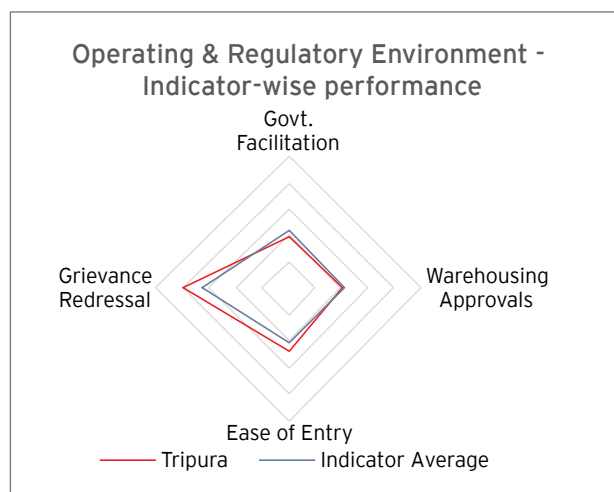 Operating & Regulatory Environment -
Indicator-wise performance
Govt.
Facilitation
Grievance
Redressal
Warehousing
Approvals
Ease of Entry
Tripura
Indicator Average